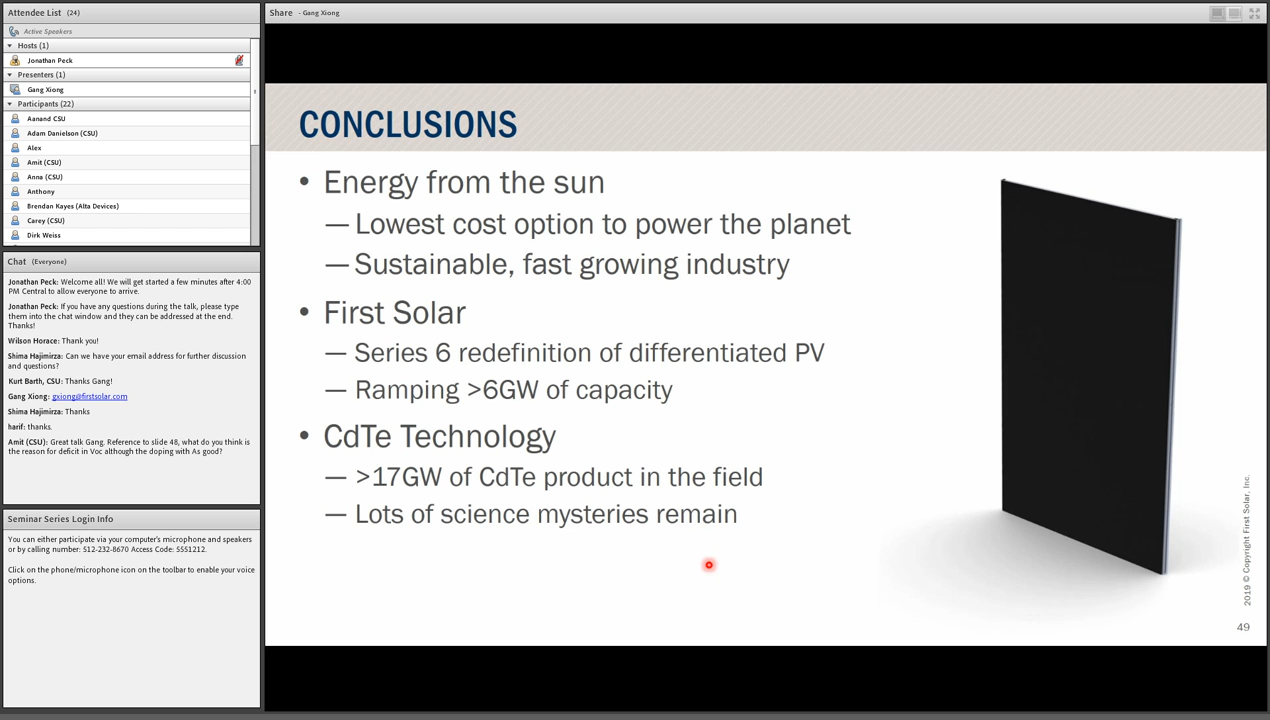 Attendee List (24)
Active Speakers
Hosts (1)
Jonathan Peck
Presenters (1)
Gang Xiong
Participants (22)
Aanand CSU
Adam Danielson (CSU)
Alex
Amit (CSU)
Anna (CSU)
Anthony
Brendan Kayes (Alta Devices)
Carey (CSU)
Dirk Weiss
Chat (Everyone)
Jonathan Peck: Welcome all! We will get started a few minutes after 4:00
PM Central to allow everyone to arrive.
Jonathan Peck: If you have any questions during the talk, please type
them into the chat window and they can be addressed at the end.
Thanks!
Wilson Horace: Thank you!
Shima Hajimirza: Can we have your email address for further discussion
and questions?
Kurt Barth, CSU: Thanks Gang!
Gang Xiong: gxiong@firstsolar.com
Shima Hajimirza: Thanks
harif: thanks.
Amit (CSU): Great talk Gang. Reference to slide 48, what do you think is
the reason for deficit in Voc although the doping with As good?
Seminar Series Login Info
You can either participate via your computer's microphone and speakers
or by calling number: 512-232-8670 Access Code: 5551212.
Click on the phone/microphone icon on the toolbar to enable your voice
options.
Share - Gang Xiong
CONCLUSIONS
• Energy from the sun
— Lowest cost option to power the planet
— Sustainable, fast growing industry
• First Solar
— Series 6 redefinition of differentiated PV
— Ramping >6GW of capacity
• CdTe Technology
— >17GW of CdTe product in the field
— Lots of science mysteries remain
2019 © Copyright First Solar, Inc.
49